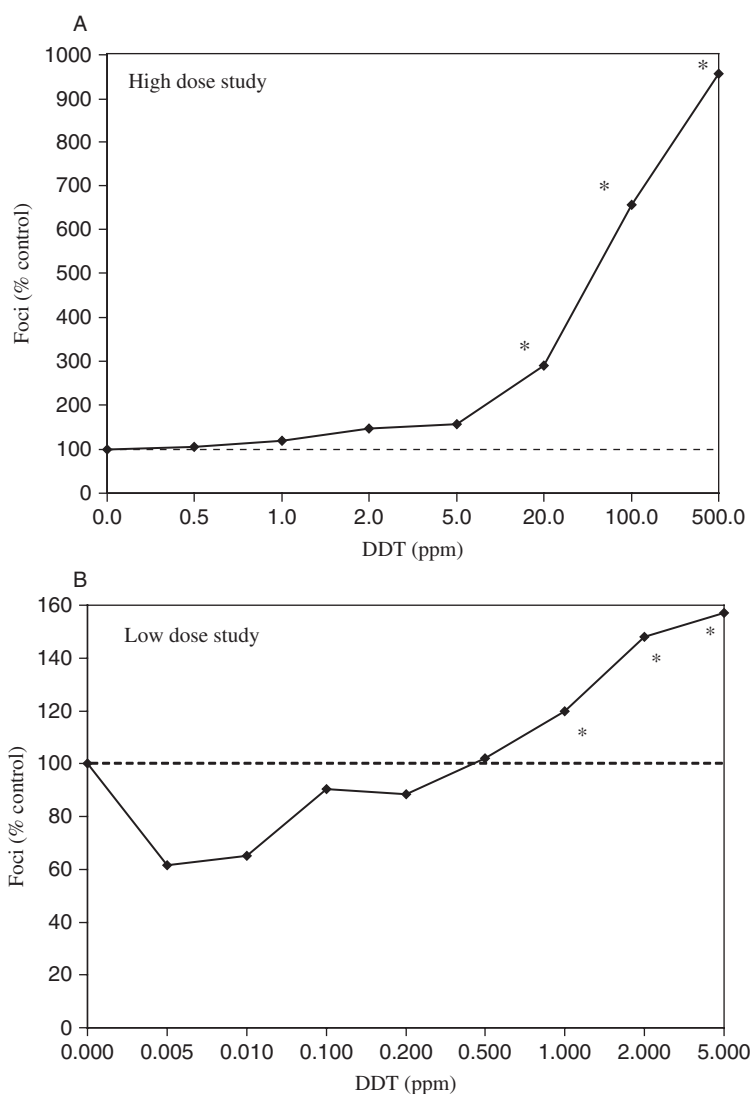 A
High dose study
Foci (% control)
1000
900
800
700
600
500
400
300
200
100
0
*
*
*
0.0 0.5 1.0 2.0 5.0 20.0 100.0 500.0
DDT (ppm)
B
Low dose study
Foci (% control)
160
140
120
100
80
60
40
20
0
*
*
*
0.000 0.005 0.010 0.100 0.200 0.500 1.000 2.000 5.000
DDT (ppm)